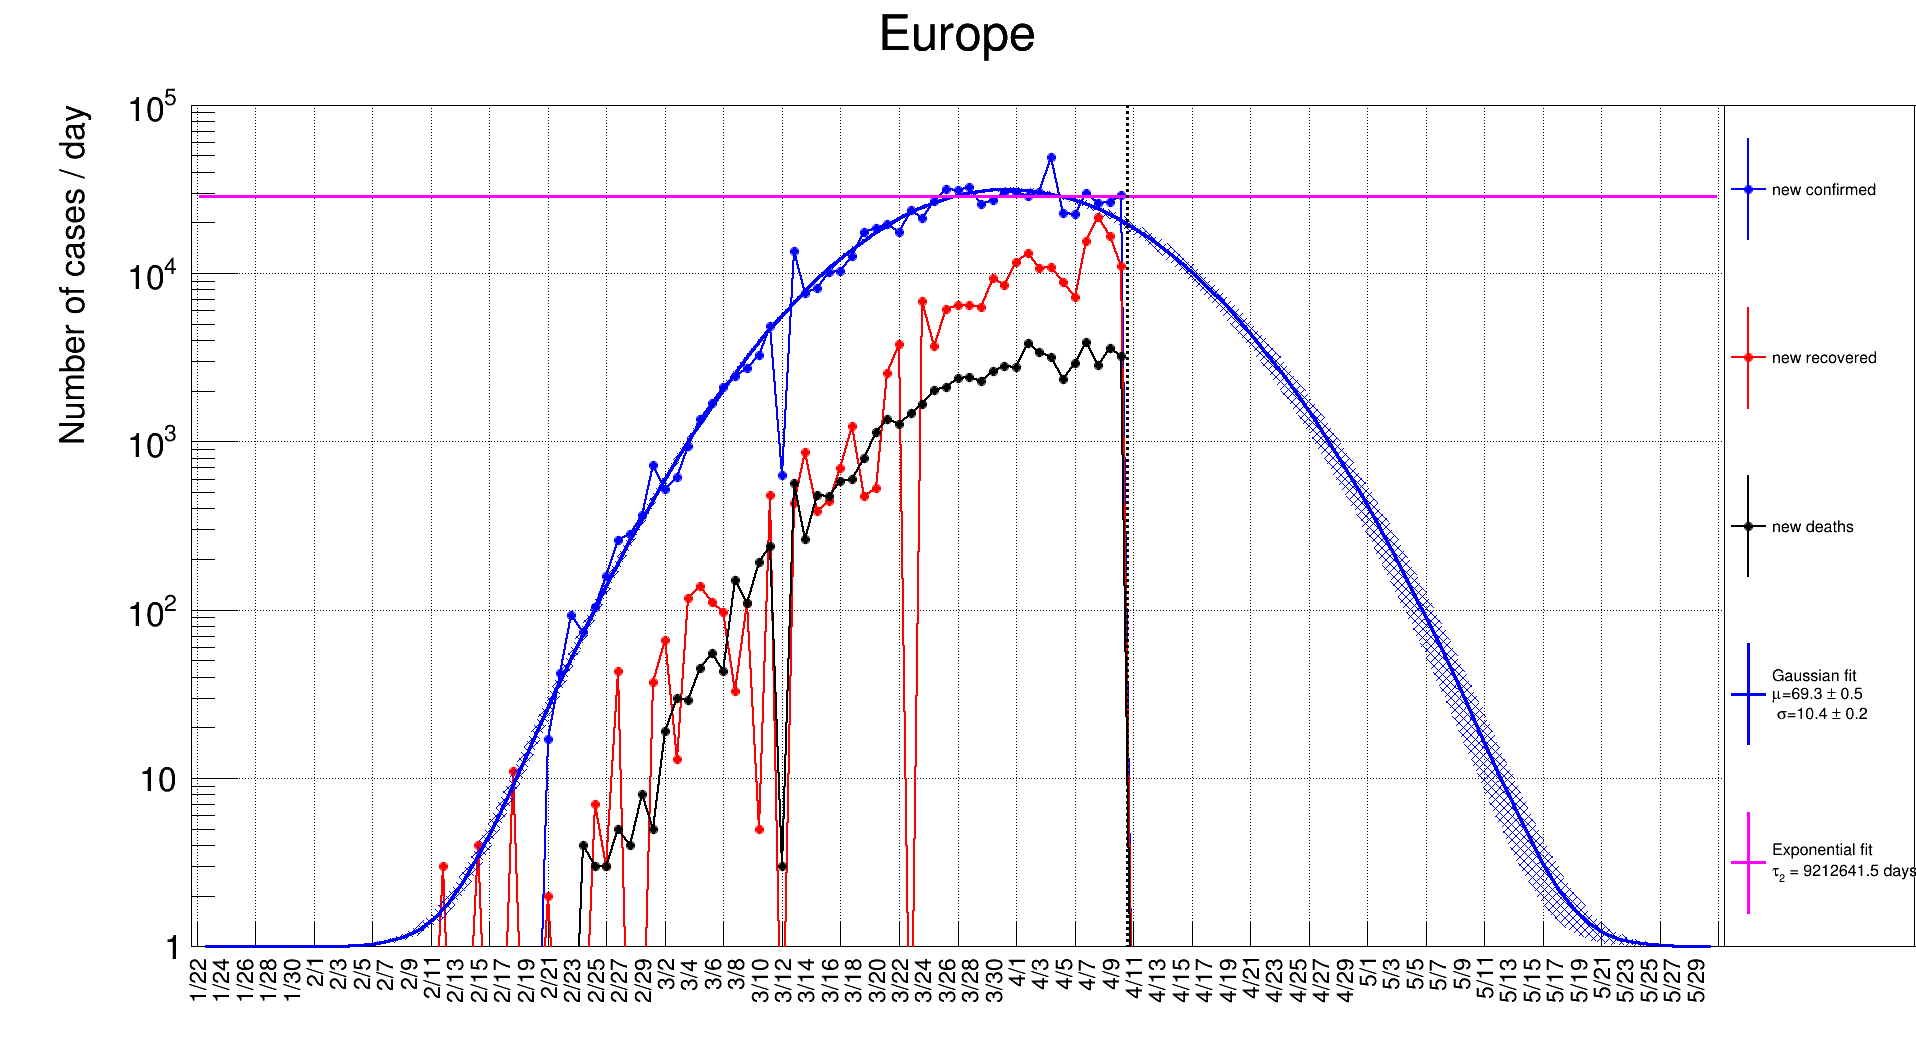 Europe
Number of cases / day
10^5
10^4
10^3
10^2
10
1
1/22 1/24 1/26 1/28 1/30 2/1 2/3 2/5 2/7 2/9 2/11 2/13 2/15 2/17 2/19 2/21 2/23 2/25 2/27 2/29 3/2 3/4 3/6 3/8 3/10 3/12 3/14 3/16 3/18 3/20 3/22 3/24 3/26 3/28 3/30 4/1 4/3 4/5 4/7 4/9 4/11 4/13 4/15 4/17 4/19 4/21 4/23 4/25 4/27 4/29 5/1 5/3 5/5 5/7 5/9 5/11 5/13 5/15 5/17 5/19 5/21 5/23 5/25 5/27 5/29
new confirmed
new recovered
new deaths
Gaussian fit
μ=69.3 ± 0.5
σ=10.4 ± 0.2
Exponential fit
τ₂ = 9212641.5 days